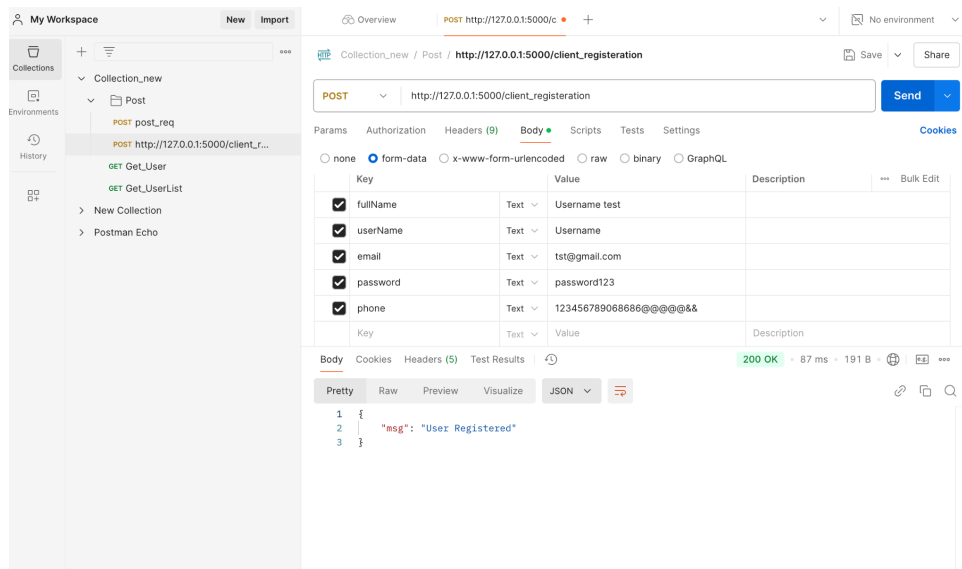 My Workspace
New Import
Overview
POST http://127.0.0.1:5000/c
No environment
Collections
Environments
History
Collection_new
Post
POST post_req
POST http://127.0.0.1:5000/client_r...
GET Get_User
GET Get_UserList
New Collection
Postman Echo
HTTP Collection_new / Post / http://127.0.0.1:5000/client_registeration
Save Share
POST http://127.0.0.1:5000/client_registeration Send
Params Authorization Headers (9) Body Scripts Tests Settings Cookies
none form-data x-www-form-urlencoded raw binary GraphQL
Key Value Description Bulk Edit
fullName Text Username test
userName Text Username
email Text tst@gmail.com
password Text password123
phone Text 123456789068686@@@@@&&
Key Text Value Description
Body Cookies Headers (5) Test Results 200 OK 87 ms 191 B e.g.
Pretty Raw Preview Visualize JSON
1 {
2 "msg": "User Registered"
3 }